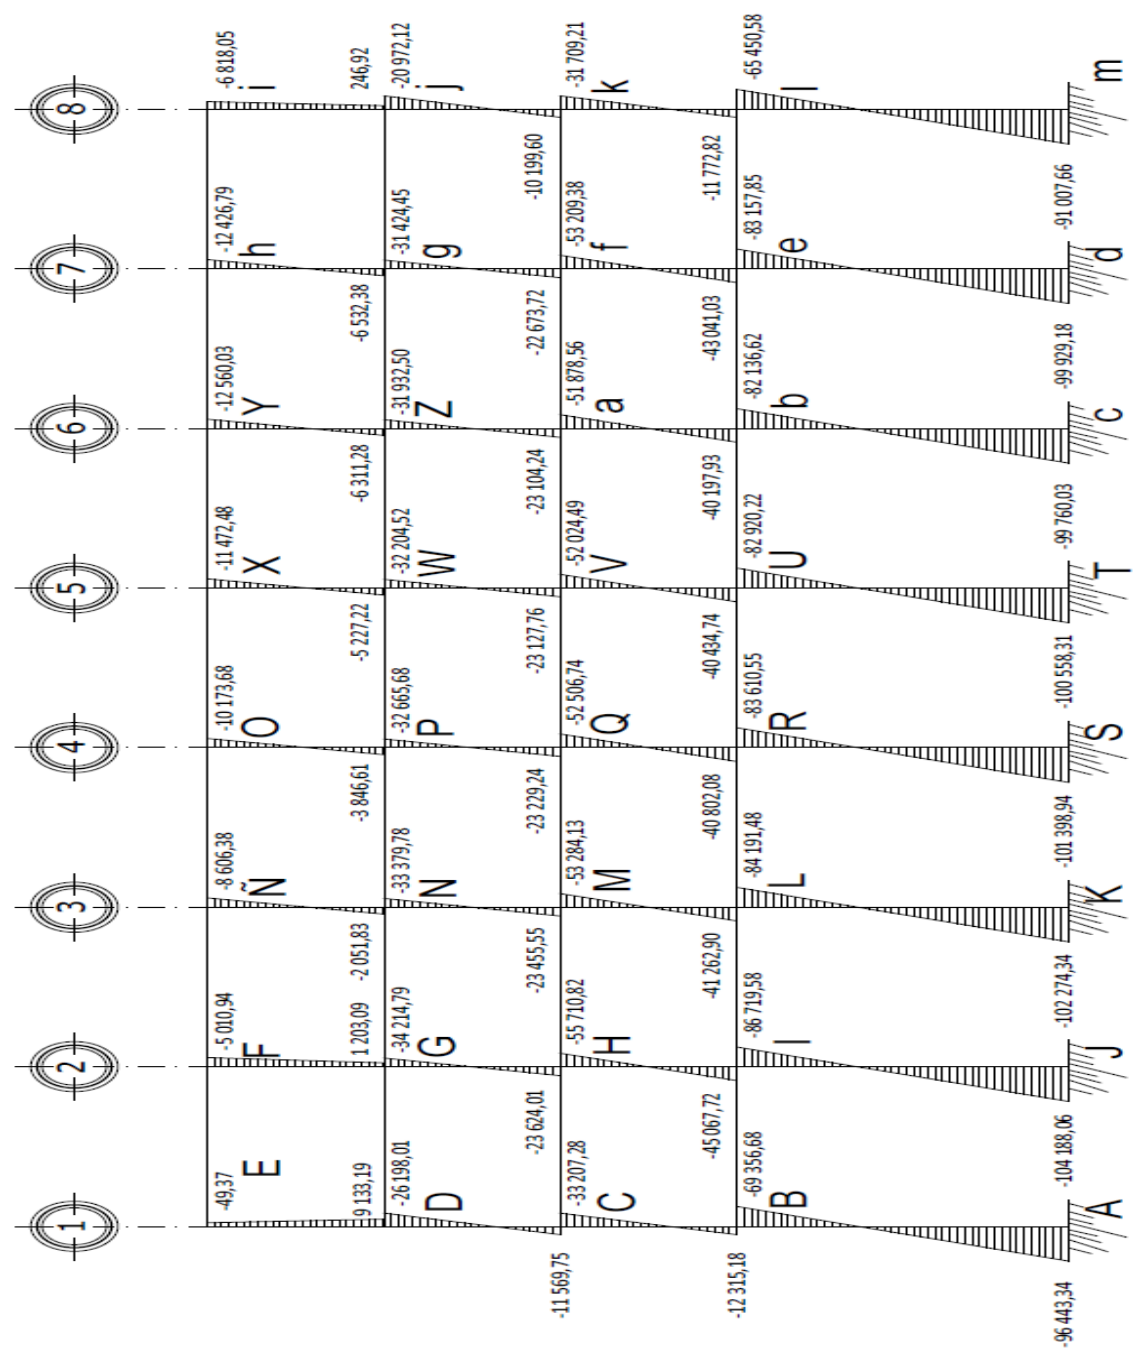 1 2 3 4 5 6 7 8
-49,37 -5 010,94 -8 606,38 -10 173,68 -11 472,48 -12 560,03 -12 426,79 -6 818,05
E F Ñ O X Y h i
9 133,19 1 203,09 -2 051,83 -3 846,61 -5 227,22 -6 311,28 -6 532,38 246,92
-26 198,01 -34 214,79 -33 379,78 -32 665,68 -32 204,52 -31 932,50 -31 424,45 -20 972,12
D G N P W Z g j
-11 569,75 -23 624,01 -23 455,55 -23 229,24 -23 127,76 -23 104,24 -22 673,72 -10 199,60
-33 207,28 -55 710,82 -53 284,13 -52 506,74 -52 024,49 -51 878,56 -53 209,38 -31 709,21
C H M Q V a f k
-12 315,18 -45 067,72 -41 262,90 -40 802,08 -40 434,74 -40 197,93 -43 041,03 -11 772,82
-69 356,68 -86 719,58 -84 191,48 -83 610,55 -82 920,22 -82 136,62 -83 157,85 -65 450,58
B I L R U b e l
-96 443,34 -104 188,06 -102 274,34 -101 398,94 -100 558,31 -99 760,03 -99 929,18 -91 007,66
A J K S T c d m